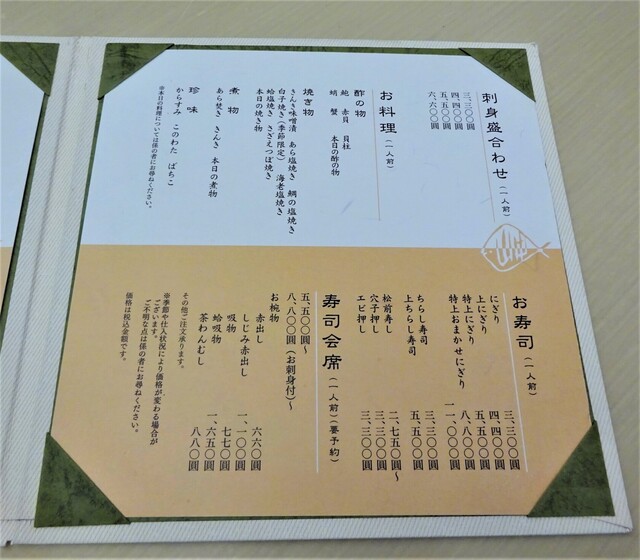 刺身盛合わせ(一人前)
三、三〇〇圓
四、四〇〇圓
五、五〇〇圓
六、六〇〇圓
お料理(一人前)
酢の物
鮑 赤貝 貝柱
蛸 蟹 本日の酢の物
焼き物
きんき味噌漬 あら塩焼き 鯛の塩焼き
白子焼き(季節限定) 海老塩焼き
蛤塩焼き さざえつぼ焼き
本日の焼き物
煮物
あら焚き きんき 本日の煮物
珍味
からすみ このわた ばちこ
※本日の料理については係の者にお尋ねください。
お寿司(一人前)
にぎり 三、三〇〇圓
上にぎり 四、四〇〇圓
特上にぎり 五、五〇〇圓
特上おまかせにぎり 八、八〇〇圓
一一、〇〇〇圓
ちらし寿司 三、三〇〇圓
上ちらし寿司 五、五〇〇圓
松前寿し 二、七五〇圓〜
穴子押し 三、三〇〇圓
エビ押し 三、三〇〇圓
寿司会席(一人前)(要予約)
五、五〇〇圓〜
八、八〇〇圓(お刺身付)〜
お椀物
赤出し 六六〇圓
しじみ赤出し 一、一〇〇圓
吸物 七七〇圓
蛤吸物 一、六五〇圓
茶わんむし 八八〇圓
その他ご注文承ります。
※季節や仕入状況により価格が変わる場合が
ございます。
ご不明な点は係の者にお尋ねください。
価格は税込金額です。